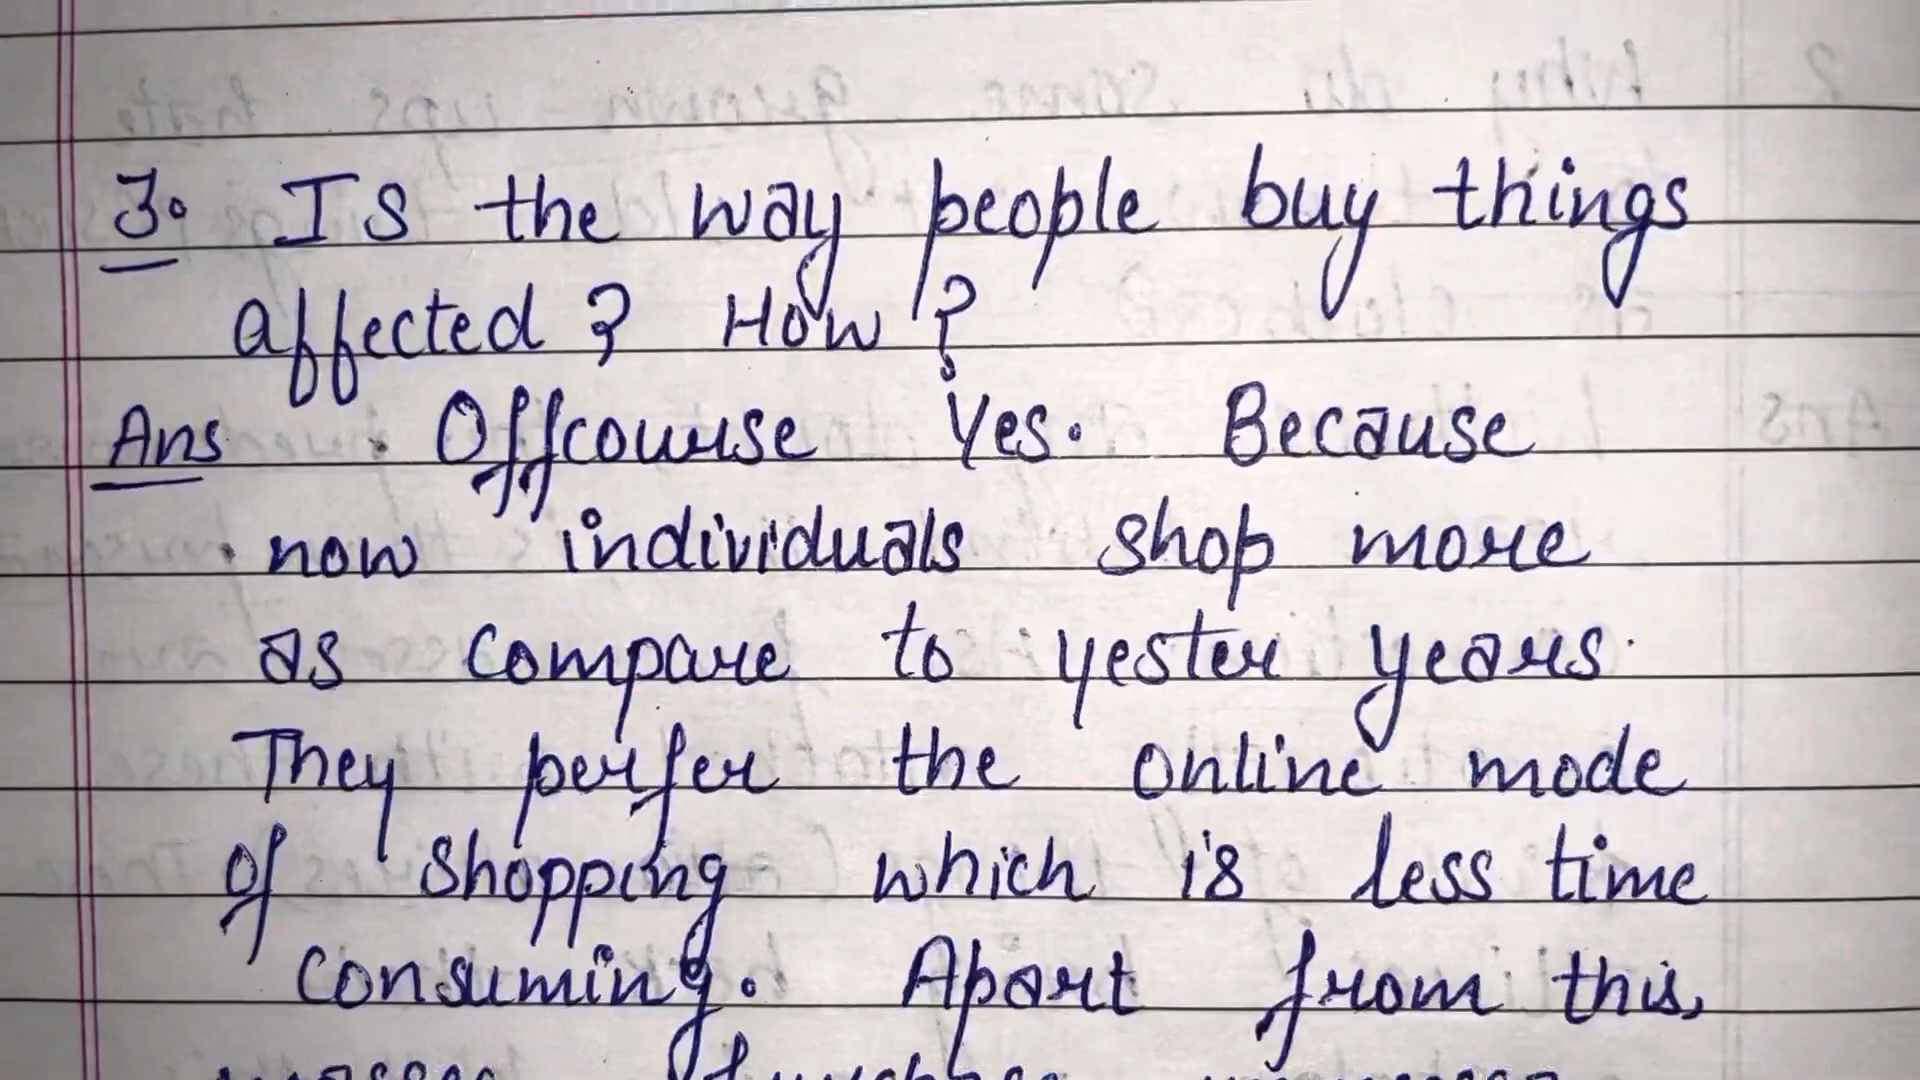 3. Is the way people buy things
affected? How?
Ans Offcourse Yes. Because
now individuals shop more
as compare to yester years.
They perfer the online mode
of shopping which is less time
consuming. Apart from this,